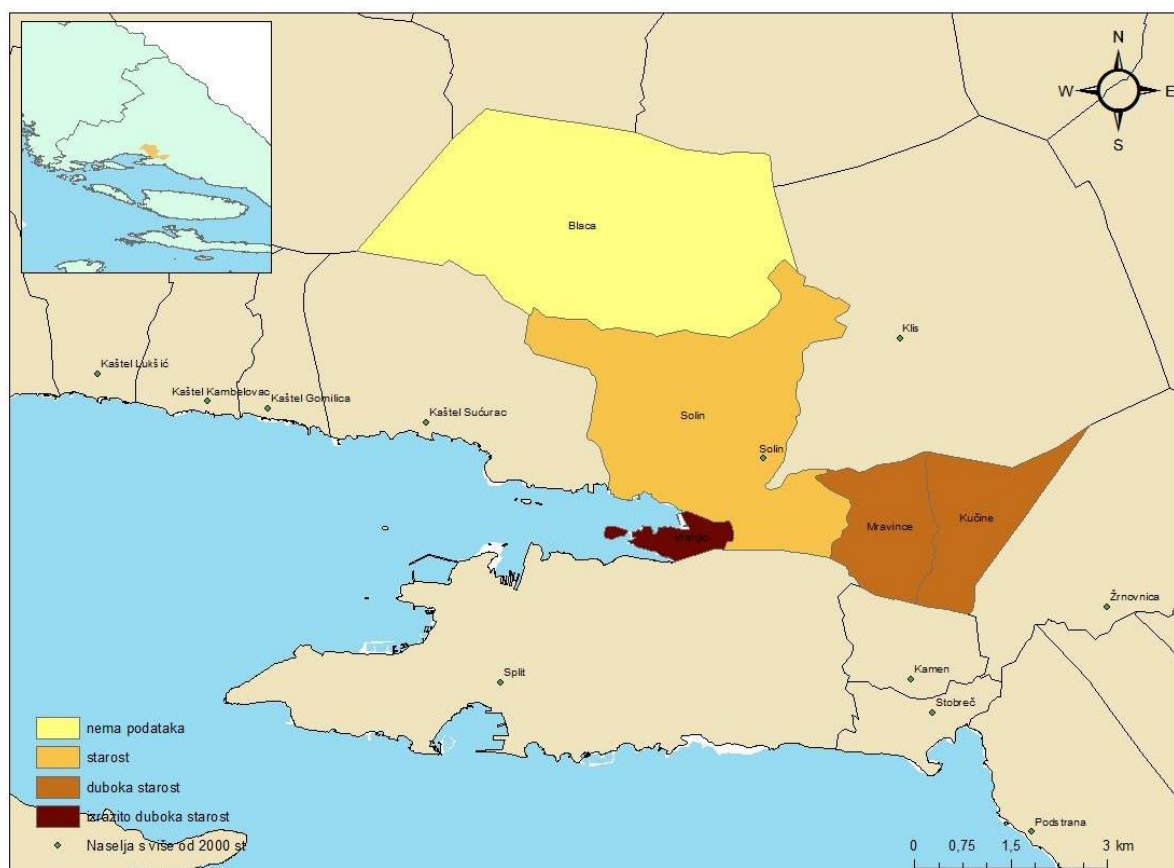 N
W E
S
Blaca
Klis
Kaštel Lukšić
Kaštel Kambelovac
Kaštel Gomilica
Kaštel Sućurac
Solin
Solin
Mravince
Kučine
Vranjic
Žrnovnica
Kamen
Split
Stobreč
nema podataka
starost
duboka starost
izrazito duboka starost
Naselja s više od 2000 st
Podstrana
0 0,75 1,5 3 km